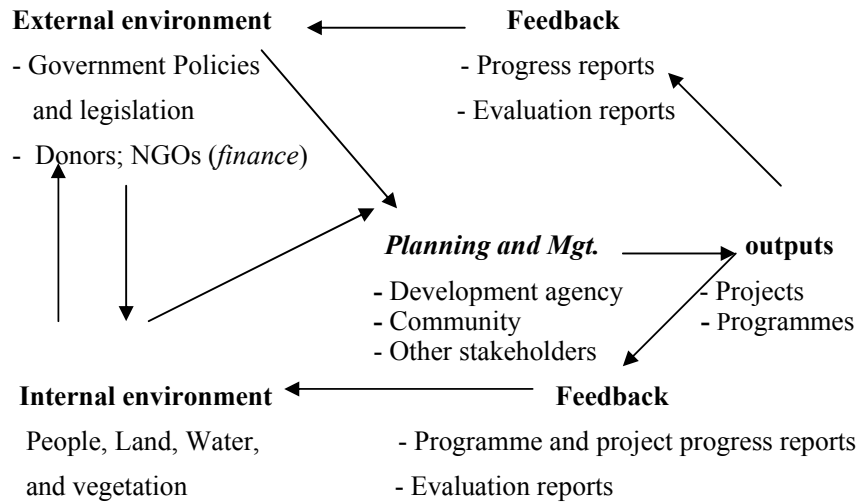 External environment
- Government Policies
and legislation
- Donors; NGOs (finance)
Feedback
- Progress reports
- Evaluation reports
Planning and Mgt.
- Development agency
- Community
- Other stakeholders
outputs
- Projects
- Programmes
Internal environment
People, Land, Water,
and vegetation
Feedback
- Programme and project progress reports
- Evaluation reports